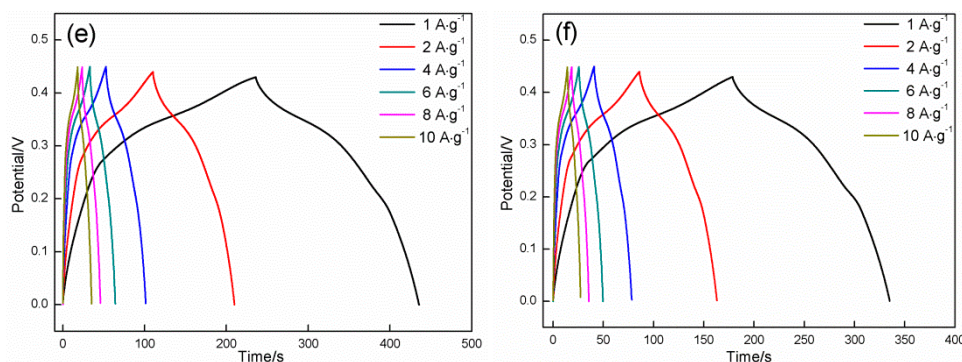 (e)
1 A·g⁻¹
2 A·g⁻¹
4 A·g⁻¹
6 A·g⁻¹
8 A·g⁻¹
10 A·g⁻¹
0.5
0.4
0.3
0.2
0.1
0.0
Potential/V
0 100 200 300 400 500
Time/s
(f)
1 A·g⁻¹
2 A·g⁻¹
4 A·g⁻¹
6 A·g⁻¹
8 A·g⁻¹
10 A·g⁻¹
0.5
0.4
0.3
0.2
0.1
0.0
Potential/V
0 50 100 150 200 250 300 350 400
Time/s